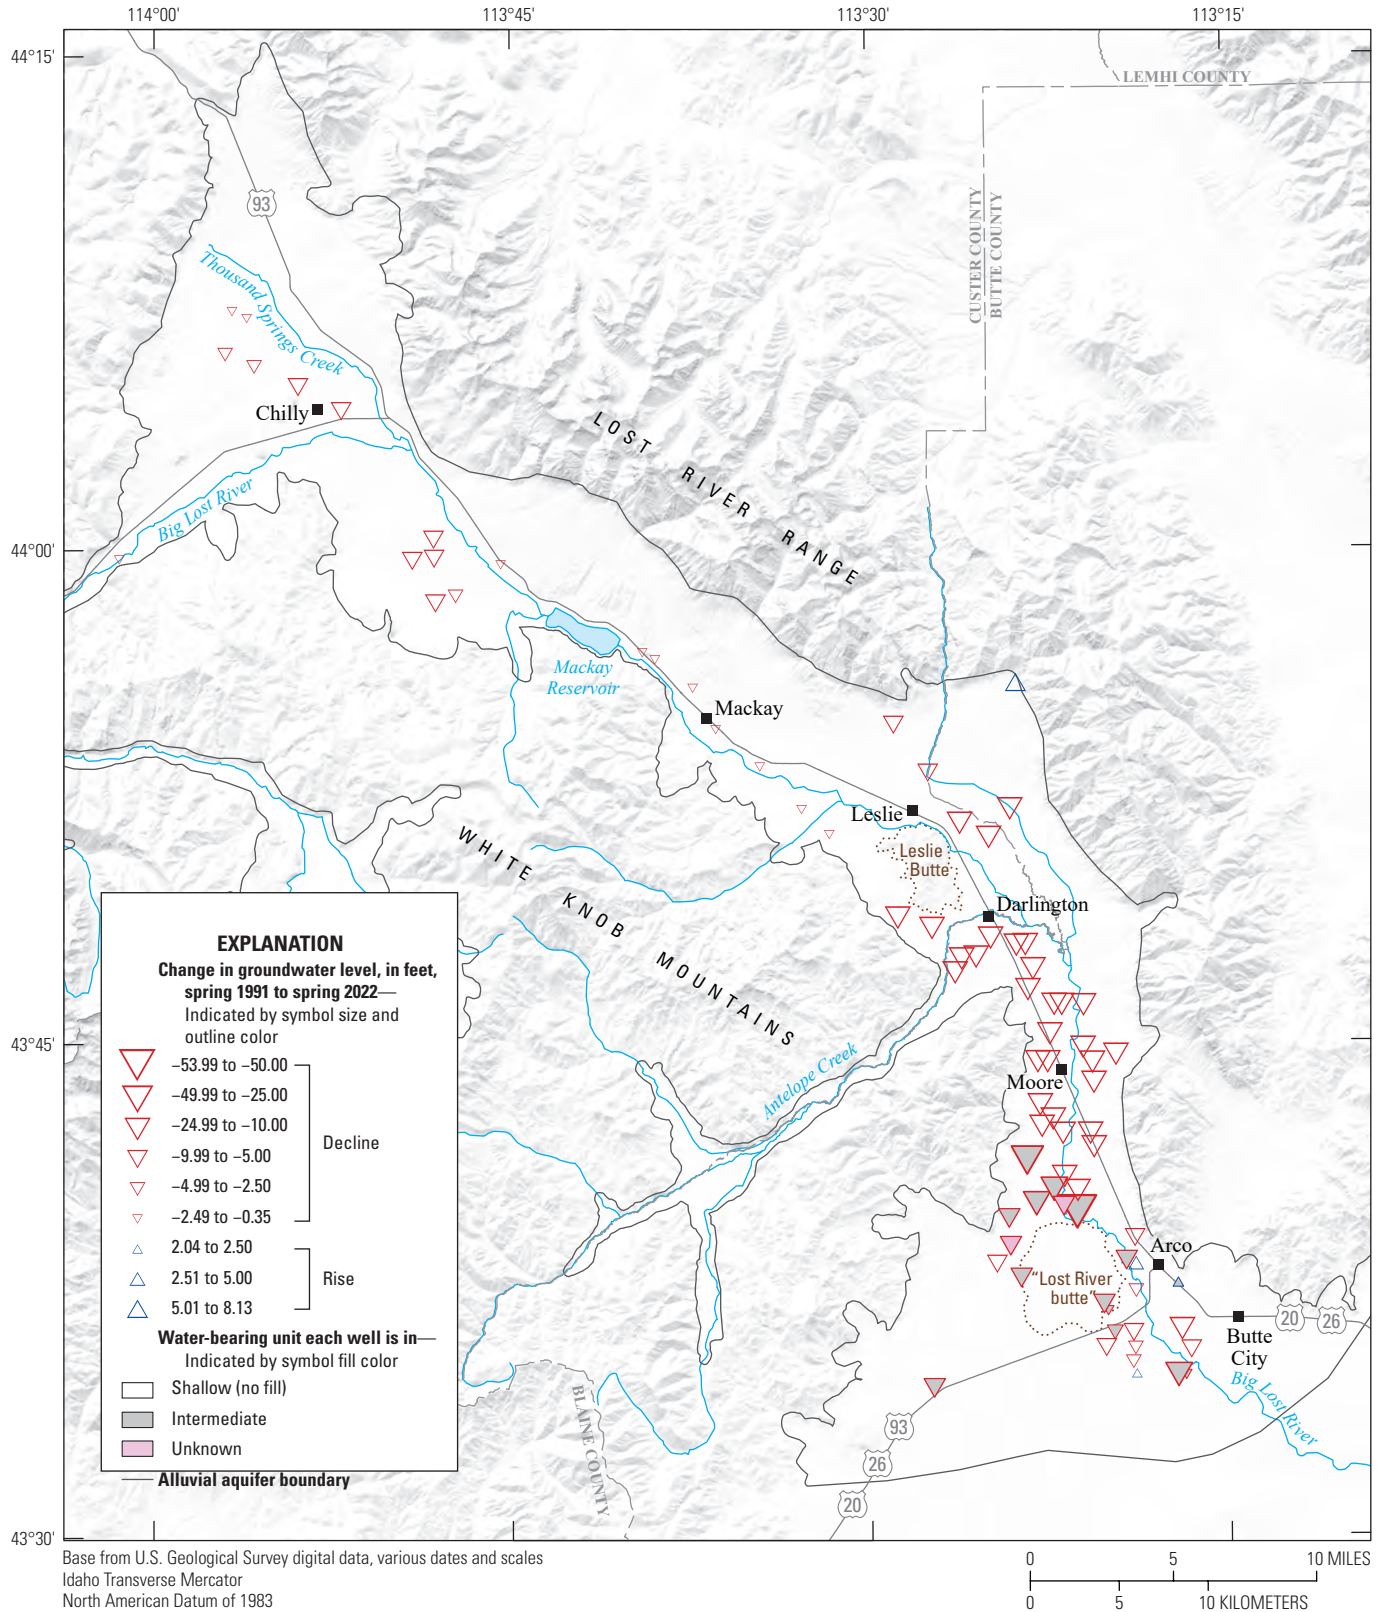 114°00'
113°45'
113°30'
113°15'
44°15'
LEMHI COUNTY
93
CUSTER COUNTY
BUTTE COUNTY
Thousand Springs Creek
Chilly
LOST RIVER RANGE
Big Lost River
44°00'
Mackay
Reservoir
Mackay
Leslie
Leslie
Butte
WHITE KNOB MOUNTAINS
Darlington
EXPLANATION
Change in groundwater level, in feet,
spring 1991 to spring 2022—
Indicated by symbol size and
outline color
−53.99 to −50.00
−49.99 to −25.00
−24.99 to −10.00
Decline
−9.99 to −5.00
−4.99 to −2.50
−2.49 to −0.35
2.04 to 2.50
2.51 to 5.00
Rise
5.01 to 8.13
Water-bearing unit each well is in—
Indicated by symbol fill color
Shallow (no fill)
Intermediate
Unknown
Alluvial aquifer boundary
43°45'
Antelope Creek
Moore
Arco
"Lost River
butte"
20
26
Butte
City
Big Lost River
BLAINE COUNTY
93
26
20
43°30'
Base from U.S. Geological Survey digital data, various dates and scales
Idaho Transverse Mercator
North American Datum of 1983
0 5 10 MILES
0 5 10 KILOMETERS